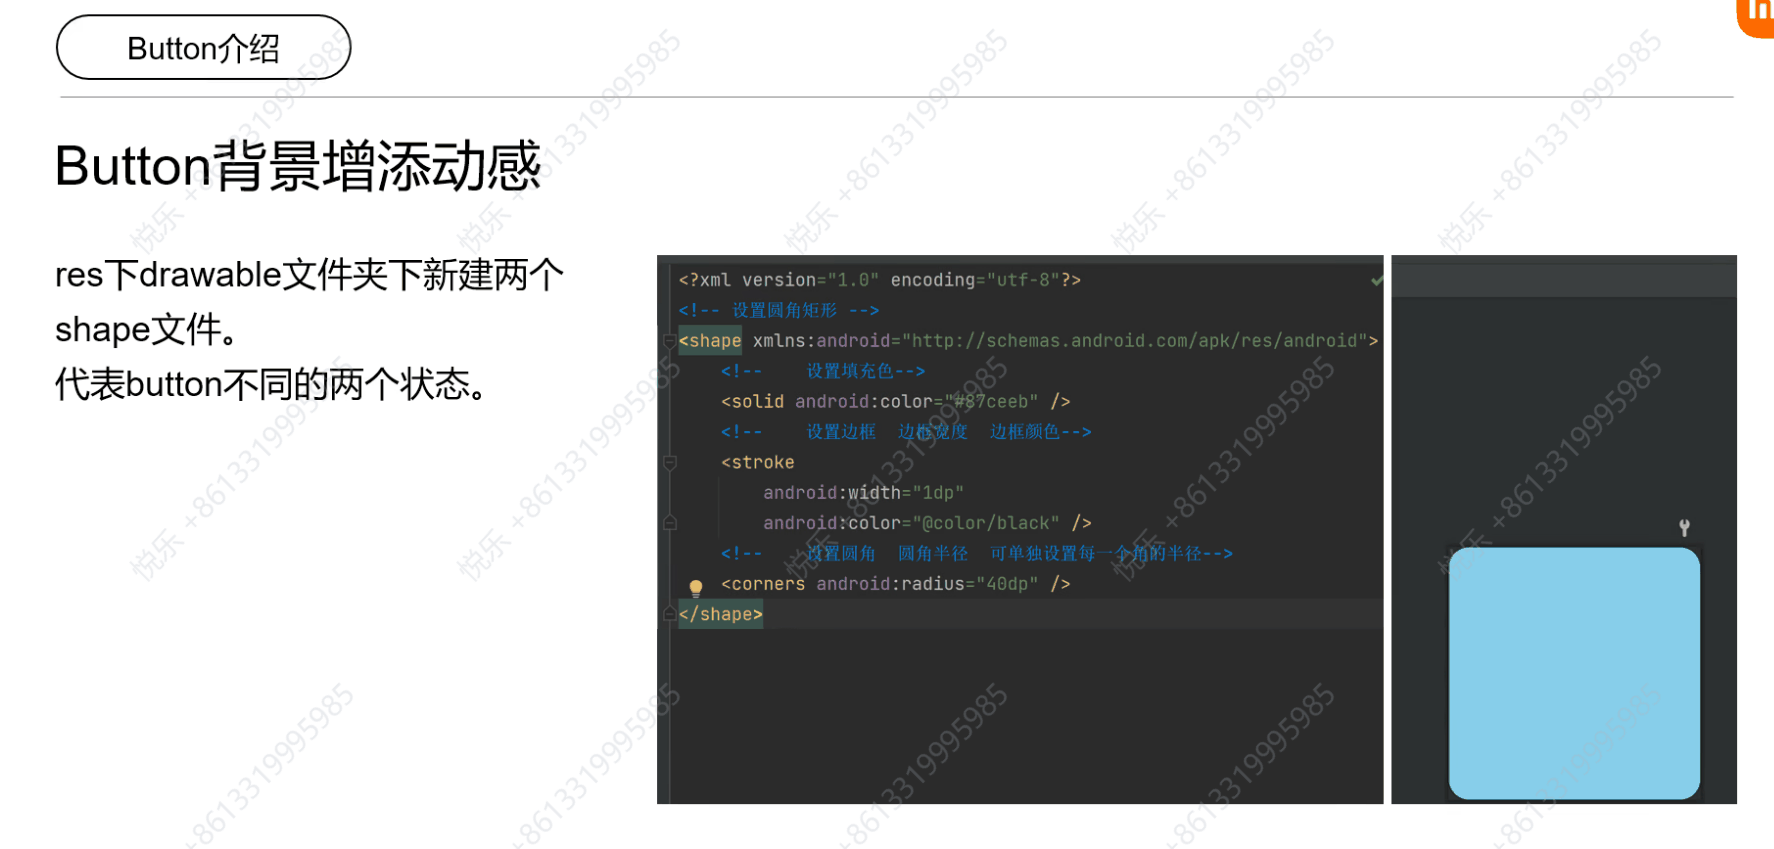 Button介绍
Button背景增添动感
res下drawable文件夹下新建两个
shape文件。
代表button不同的两个状态。
<?xml version="1.0" encoding="utf-8"?>
<!-- 设置圆角矩形 -->
<shape xmlns:android="http://schemas.android.com/apk/res/android">
<!-- 设置填充色-->
<solid android:color="#87ceeb" />
<!-- 设置边框 边框宽度 边框颜色-->
<stroke
android:width="1dp"
android:color="@color/black" />
<!-- 设置圆角 圆角半径 可单独设置每一个角的半径-->
<corners android:radius="40dp" />
</shape>
悦乐 +8613319995985